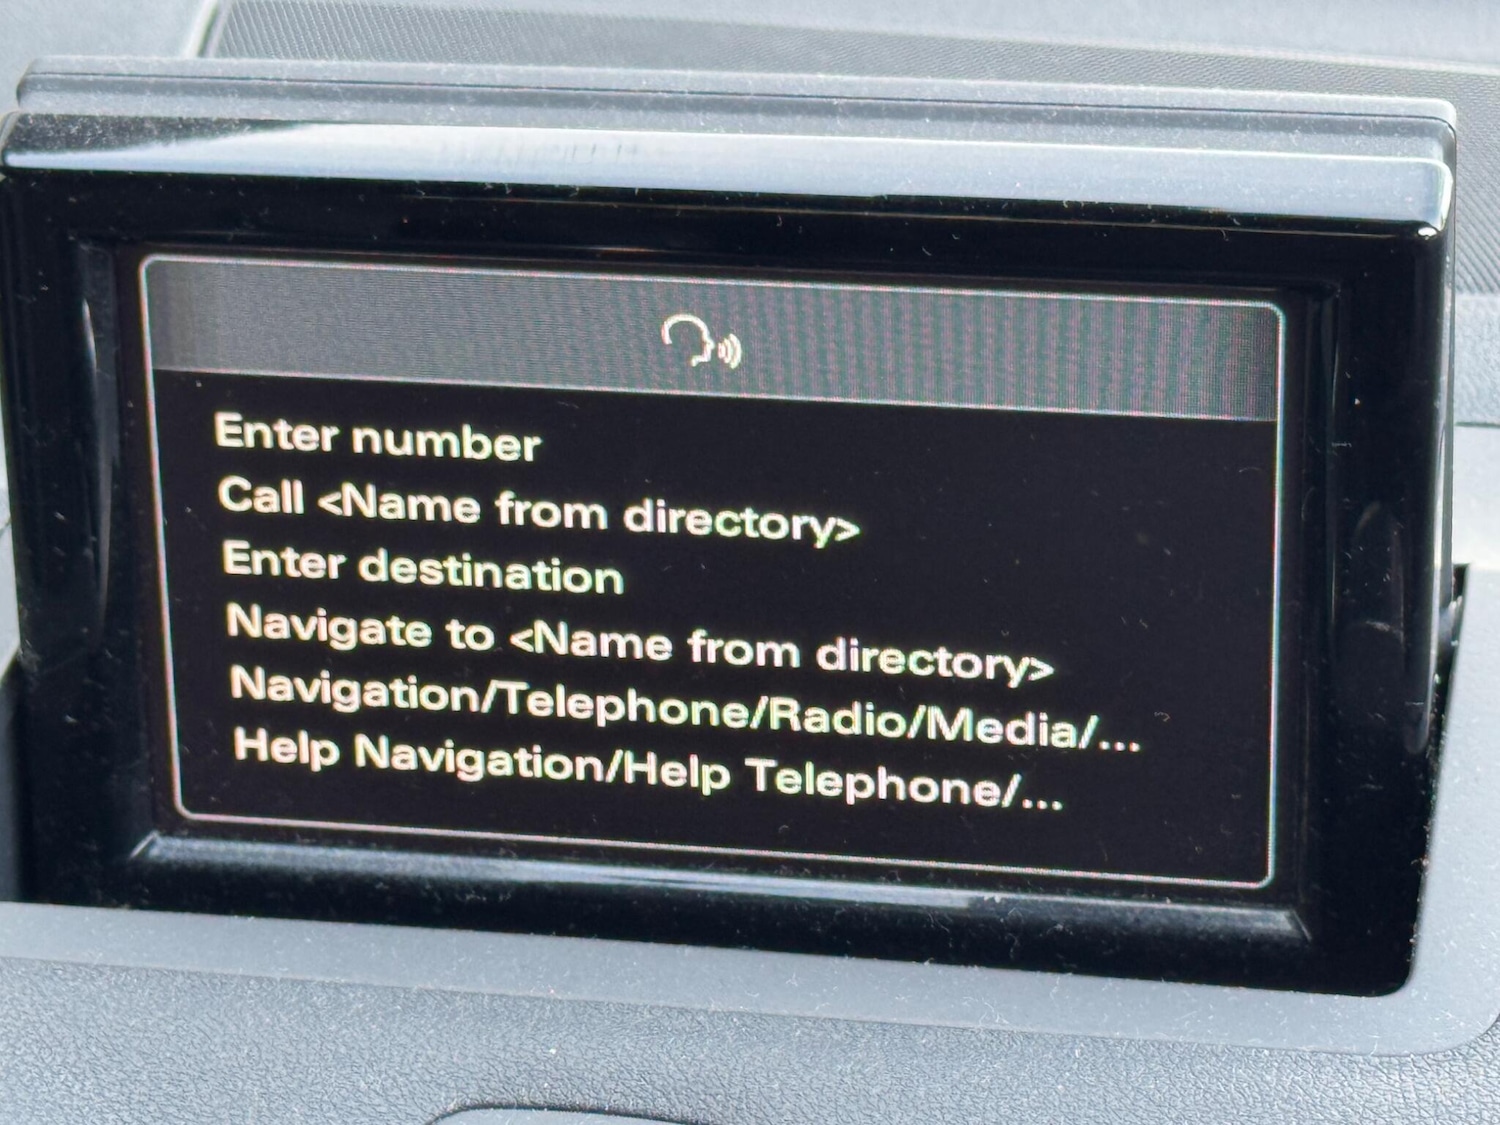 Enter number
Call <Name from directory>
Enter destination
Navigate to <Name from directory>
Navigation/Telephone/Radio/Media/...
Help Navigation/Help Telephone/...